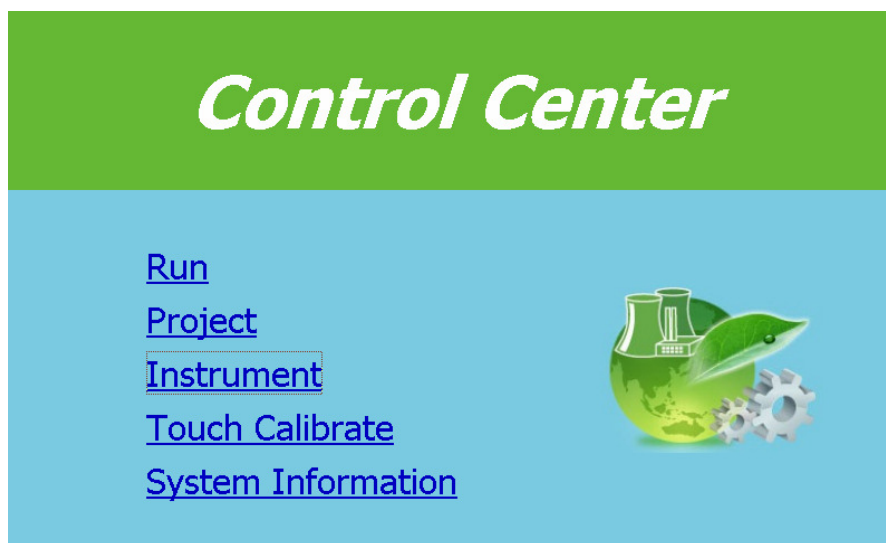 Control Center
Run
Project
Instrument
Touch Calibrate
System Information